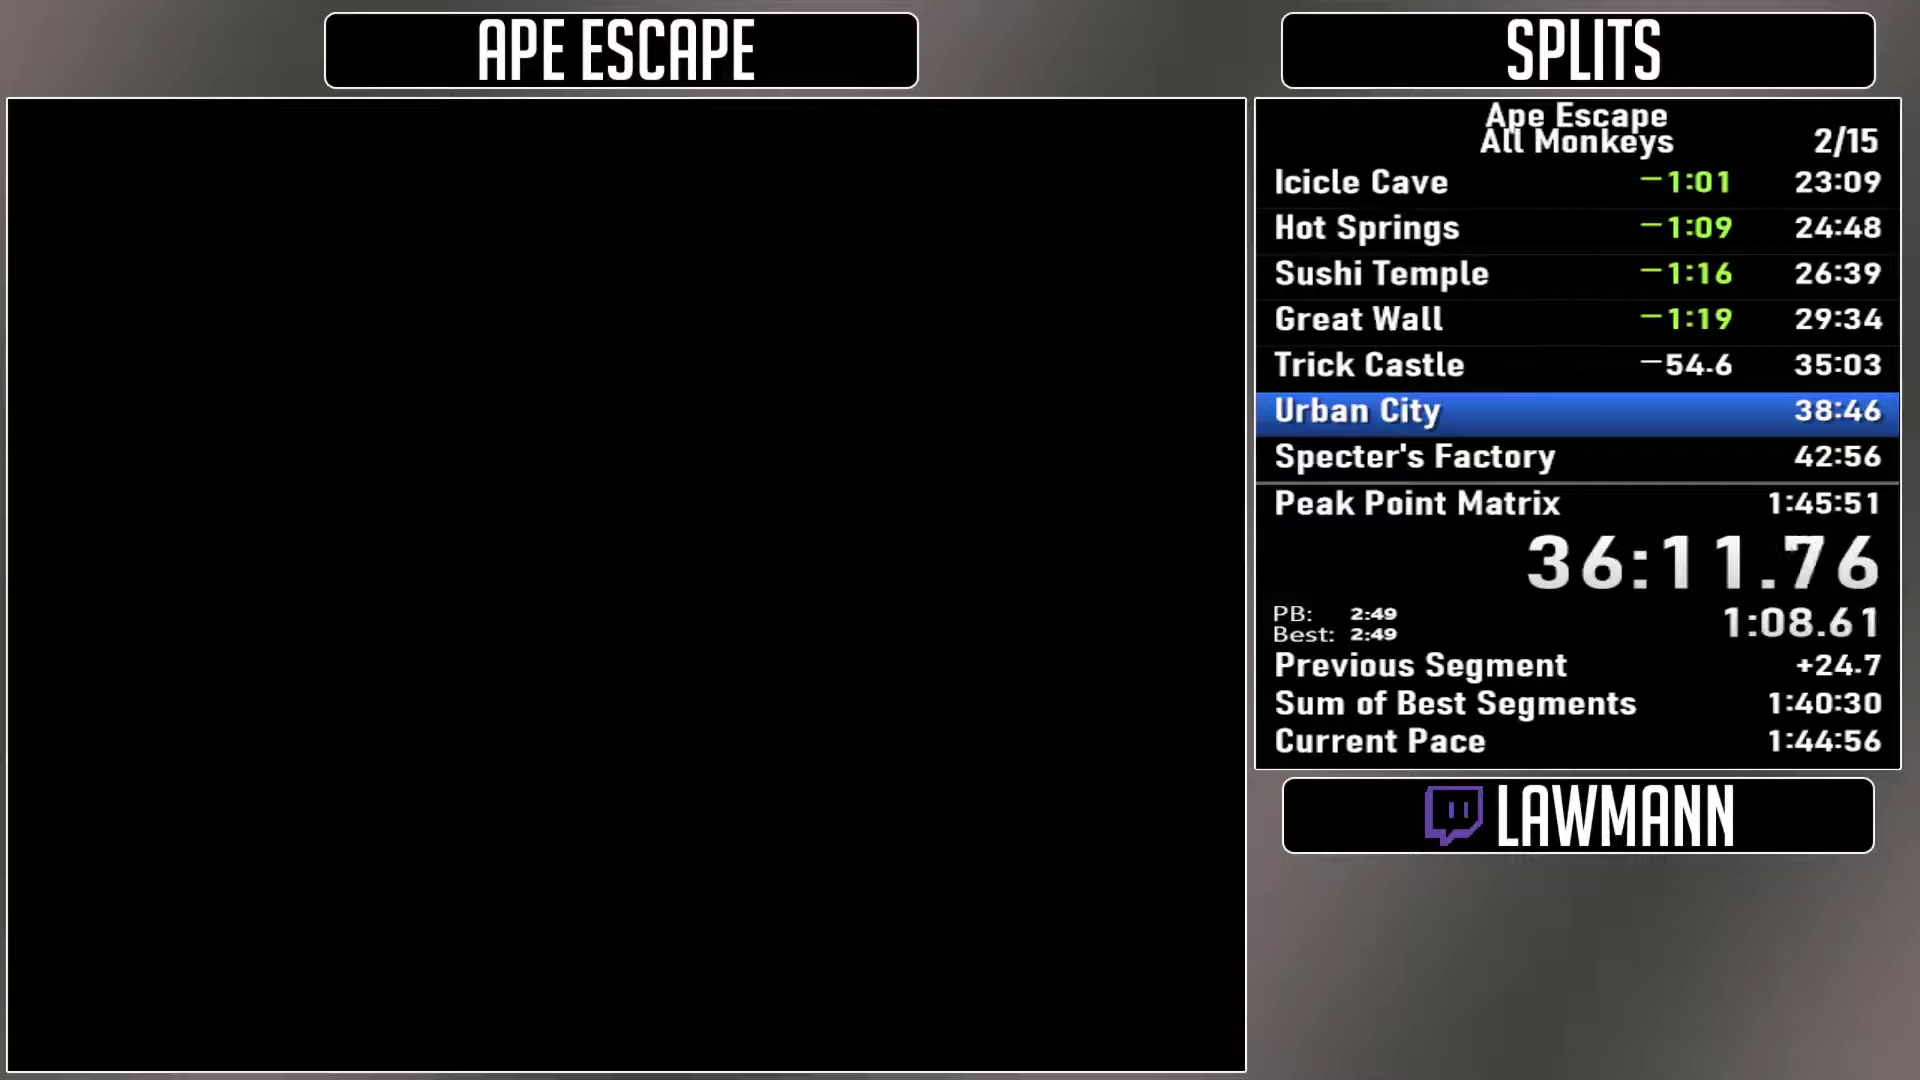 APE ESCAPE
SPLITS
Ape Escape
All Monkeys 2/15
Icicle Cave −1:01 23:09
Hot Springs −1:09 24:48
Sushi Temple −1:16 26:39
Great Wall −1:19 29:34
Trick Castle −54.6 35:03
Urban City 38:46
Specter's Factory 42:56
Peak Point Matrix 1:45:51
36:11.76
PB: 2:49 1:08.61
Best: 2:49
Previous Segment +24.7
Sum of Best Segments 1:40:30
Current Pace 1:44:56
LAWMANN